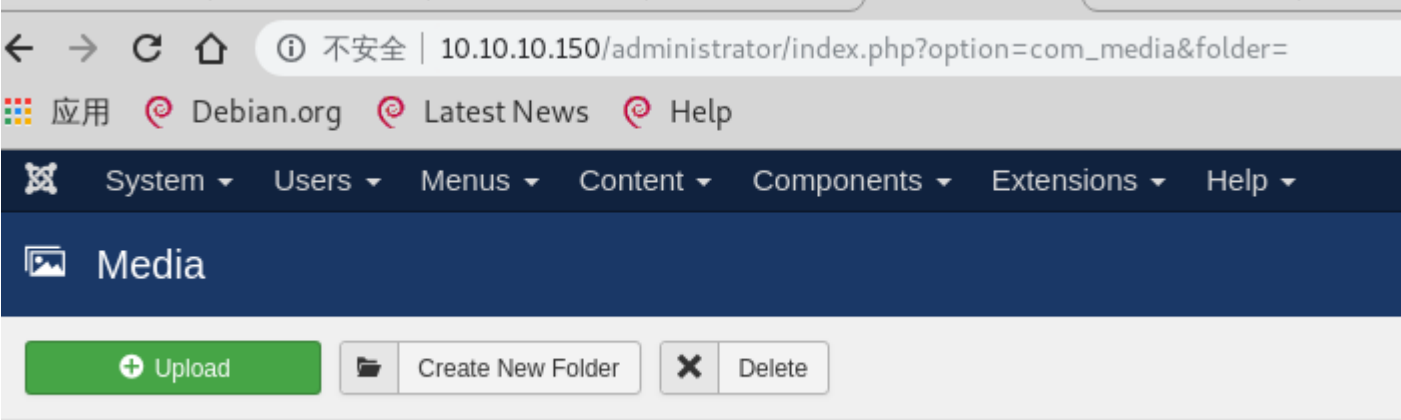 不安全 | 10.10.10.150/administrator/index.php?option=com_media&folder=
应用 Debian.org Latest News Help
System Users Menus Content Components Extensions Help
Media
Upload Create New Folder Delete